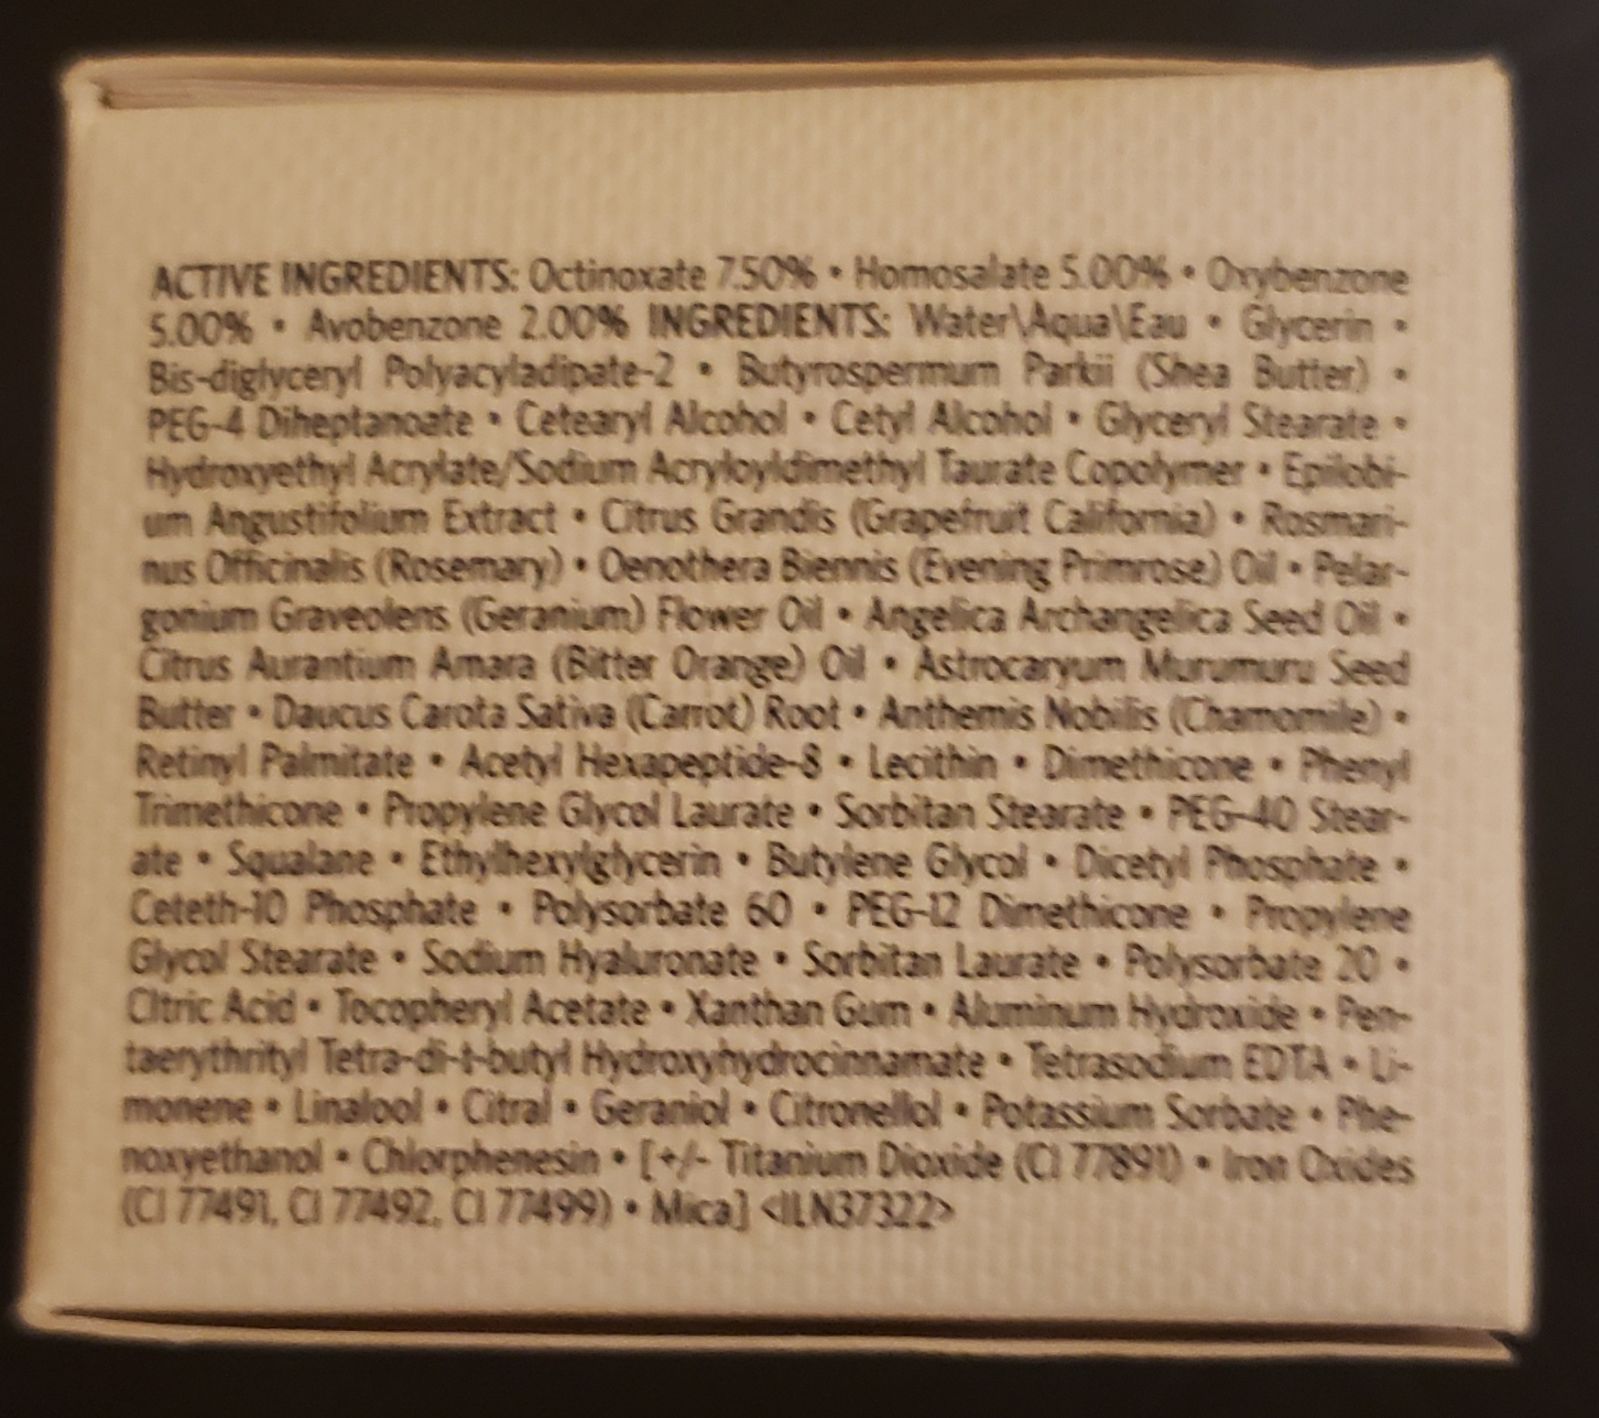 ACTIVE INGREDIENTS: Octinoxate 7.50% • Homosalate 5.00% • Oxybenzone
5.00% • Avobenzone 2.00% INGREDIENTS: Water\Aqua\Eau • Glycerin •
Bis-diglyceryl Polyacyladipate-2 • Butyrospermum Parkii (Shea Butter) •
PEG-4 Diheptanoate • Cetearyl Alcohol • Cetyl Alcohol • Glyceryl Stearate •
Hydroxyethyl Acrylate/Sodium Acryloyldimethyl Taurate Copolymer • Epilobi-
um Angustifolium Extract • Citrus Grandis (Grapefruit California) • Rosmari-
nus Officinalis (Rosemary) • Oenothera Biennis (Evening Primrose) Oil • Pelar-
gonium Graveolens (Geranium) Flower Oil • Angelica Archangelica Seed Oil •
Citrus Aurantium Amara (Bitter Orange) Oil • Astrocaryum Murumuru Seed
Butter • Daucus Carota Sativa (Carrot) Root • Anthemis Nobilis (Chamomile) •
Retinyl Palmitate • Acetyl Hexapeptide-8 • Lecithin • Dimethicone • Phenyl
Trimethicone • Propylene Glycol Laurate • Sorbitan Stearate • PEG-40 Stear-
ate • Squalane • Ethylhexylglycerin • Butylene Glycol • Dicetyl Phosphate •
Ceteth-10 Phosphate • Polysorbate 60 • PEG-12 Dimethicone • Propylene
Glycol Stearate • Sodium Hyaluronate • Sorbitan Laurate • Polysorbate 20 •
CItric Acid • Tocopheryl Acetate • Xanthan Gum • Aluminum Hydroxide • Pen-
taerythrityl Tetra-di-t-butyl Hydroxyhydrocinnamate • Tetrasodium EDTA • Li-
monene • Linalool • Citral • Geraniol • Citronellol • Potassium Sorbate • Phe-
noxyethanol • Chlorphenesin • [+/- Titanium Dioxide (CI 77891) • Iron Oxides
(CI 77491, CI 77492, CI 77499) • Mica] <ILN37322>